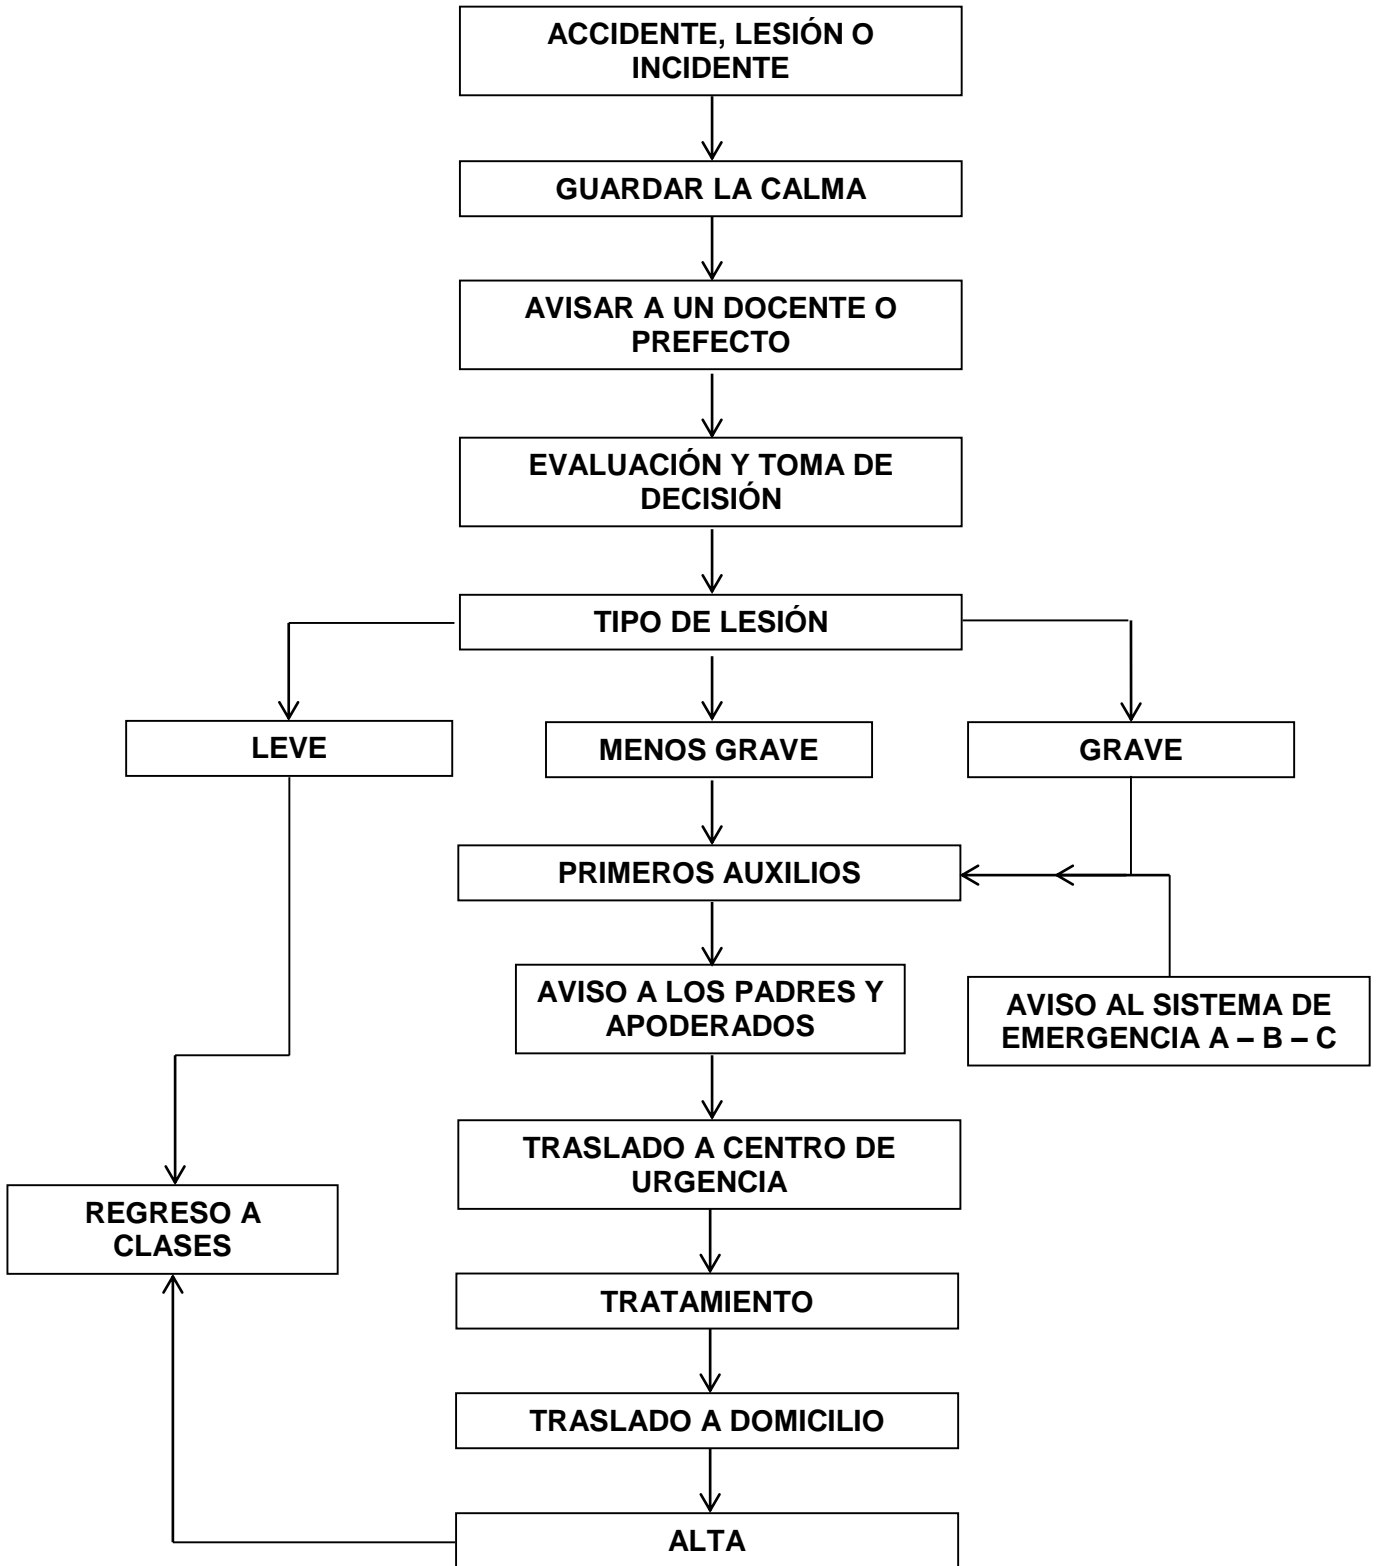 ACCIDENTE, LESIÓN O
INCIDENTE
GUARDAR LA CALMA
AVISAR A UN DOCENTE O
PREFECTO
EVALUACIÓN Y TOMA DE
DECISIÓN
TIPO DE LESIÓN
LEVE
MENOS GRAVE
GRAVE
PRIMEROS AUXILIOS
AVISO A LOS PADRES Y
APODERADOS
AVISO AL SISTEMA DE
EMERGENCIA A – B – C
TRASLADO A CENTRO DE
URGENCIA
REGRESO A
CLASES
TRATAMIENTO
TRASLADO A DOMICILIO
ALTA